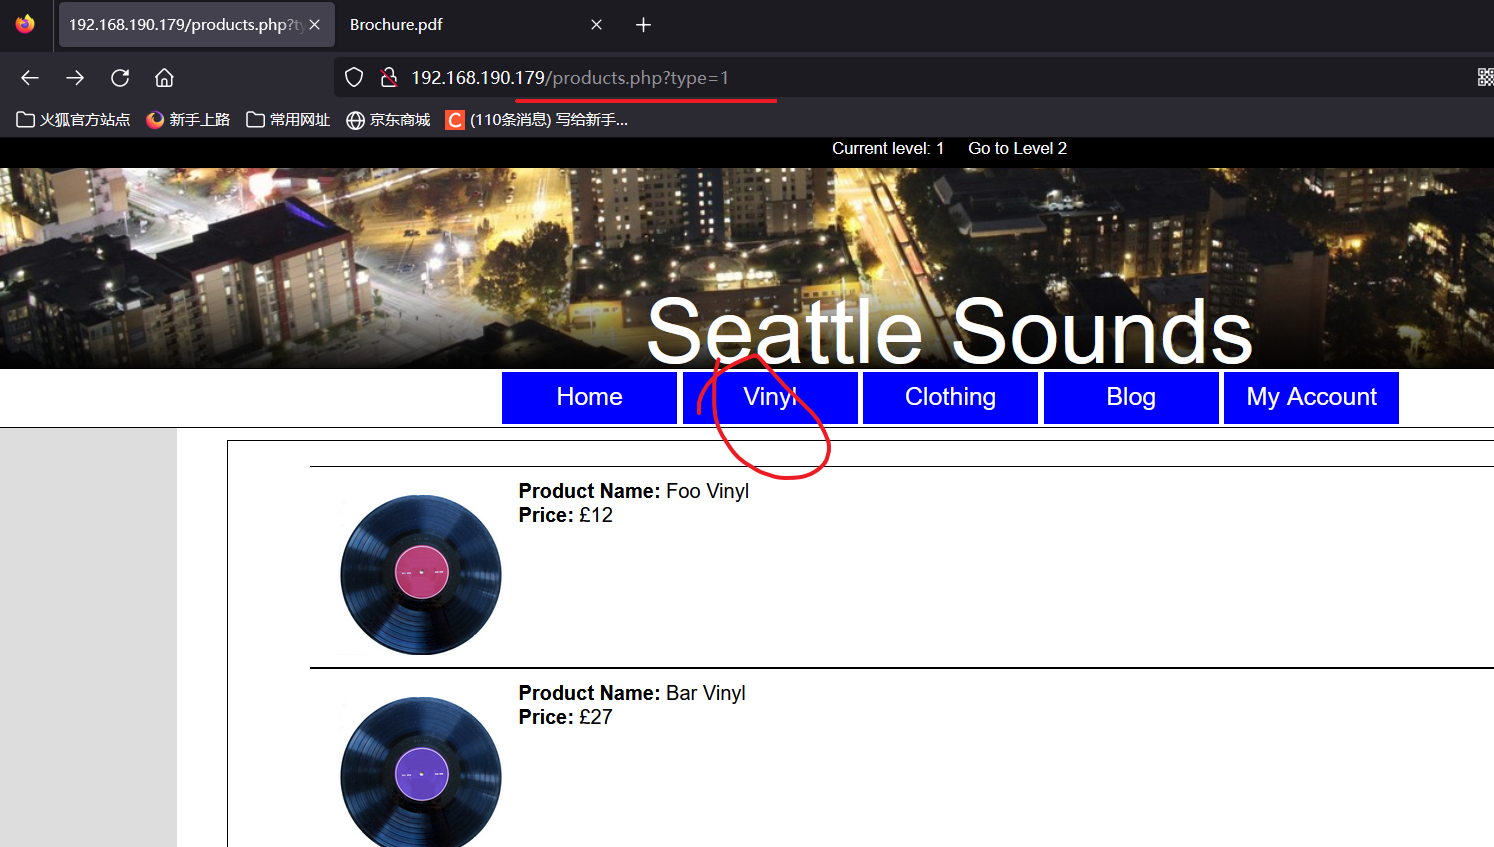 192.168.190.179/products.php?ty
Brochure.pdf
192.168.190.179/products.php?type=1
火狐官方站点 新手上路 常用网址 京东商城 (110条消息) 写给新手...
Current level: 1 Go to Level 2
Seattle Sounds
Home Vinyl Clothing Blog My Account
Product Name: Foo Vinyl
Price: £12
Product Name: Bar Vinyl
Price: £27